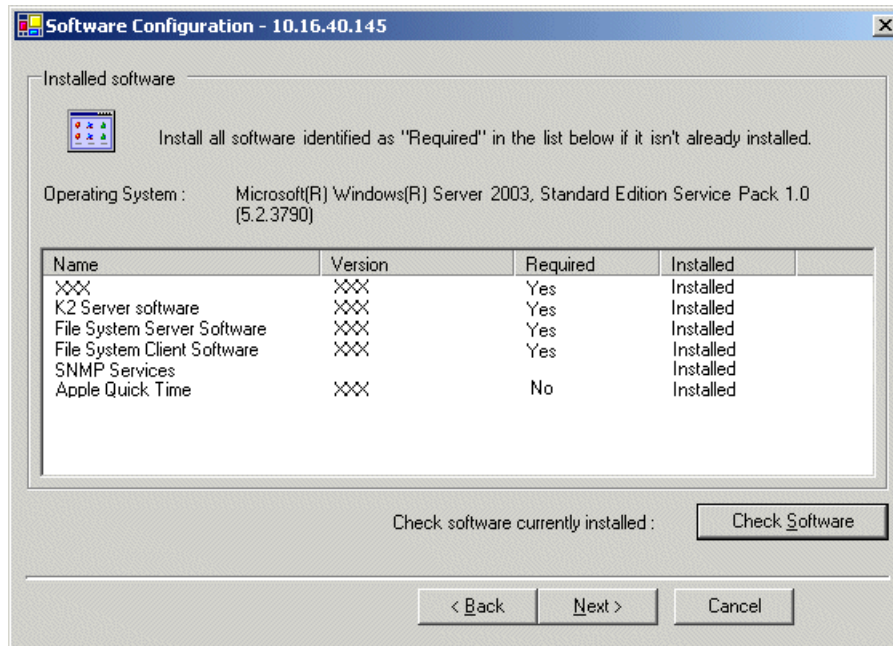 Software Configuration - 10.16.40.145
Installed software
Install all software identified as "Required" in the list below if it isn't already installed.
Operating System : Microsoft(R) Windows(R) Server 2003, Standard Edition Service Pack 1.0
(5.2.3790)
Name Version Required Installed
XXX XXX Yes Installed
K2 Server software XXX Yes Installed
File System Server Software XXX Yes Installed
File System Client Software XXX Yes Installed
SNMP Services Installed
Apple Quick Time XXX No Installed
Check software currently installed : Check Software
< Back Next > Cancel